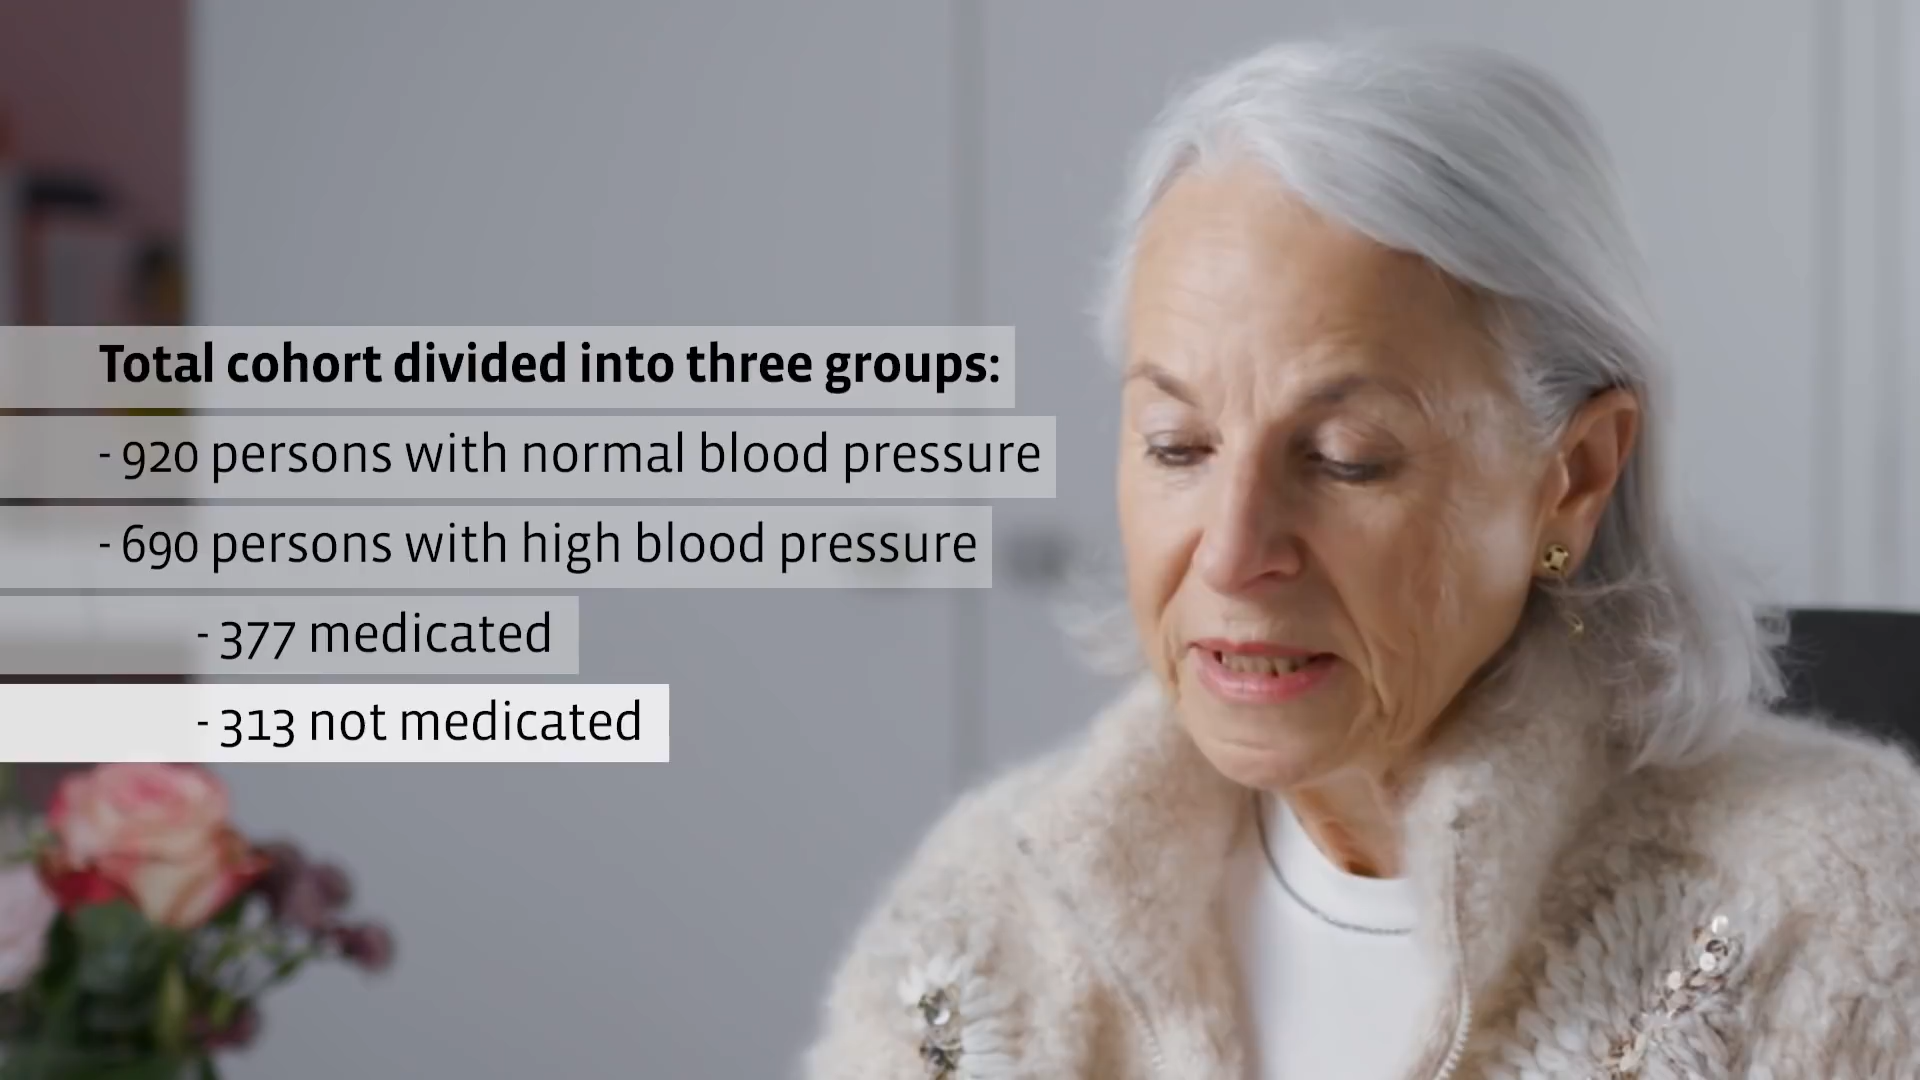 Total cohort divided into three groups:
- 920 persons with normal blood pressure
- 690 persons with high blood pressure
- 377 medicated
- 313 not medicated